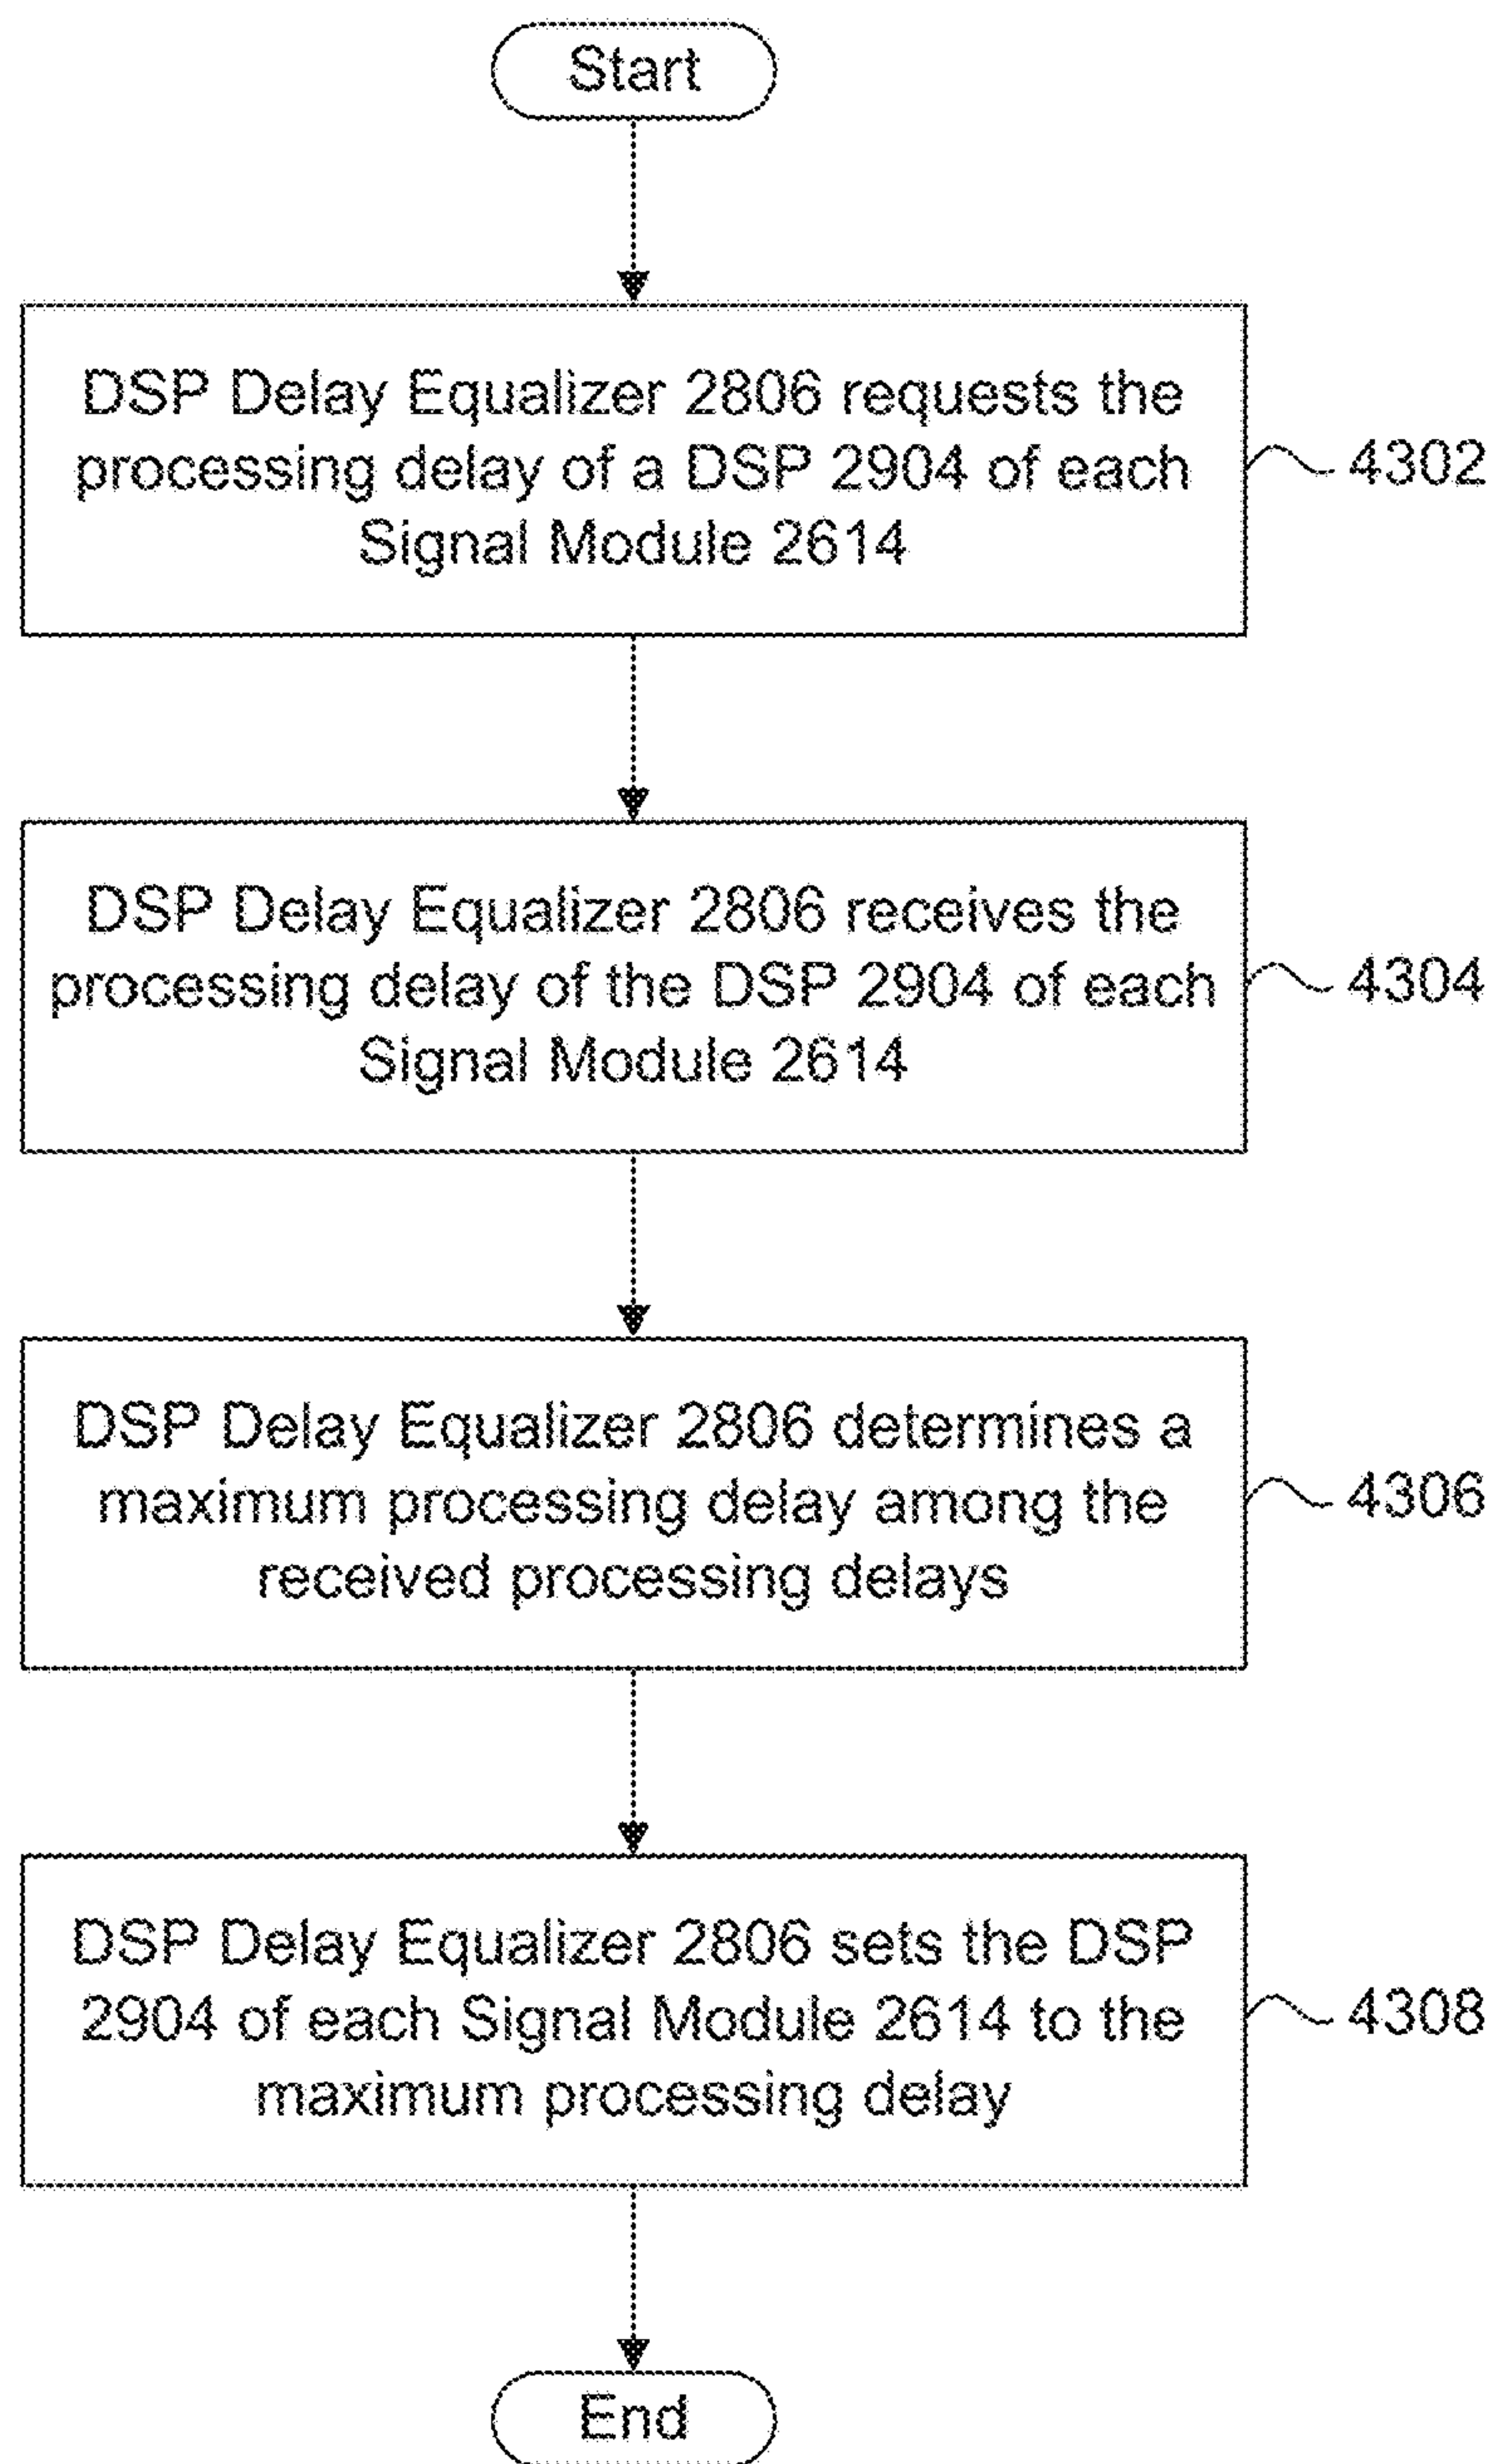 Start
DSP Delay Equalizer 2806 requests the
processing delay of a DSP 2904 of each
Signal Module 2614
4302
DSP Delay Equalizer 2806 receives the
processing delay of the DSP 2904 of each
Signal Module 2614
4304
DSP Delay Equalizer 2806 determines a
maximum processing delay among the
received processing delays
4306
DSP Delay Equalizer 2806 sets the DSP
2904 of each Signal Module 2614 to the
maximum processing delay
4308
End